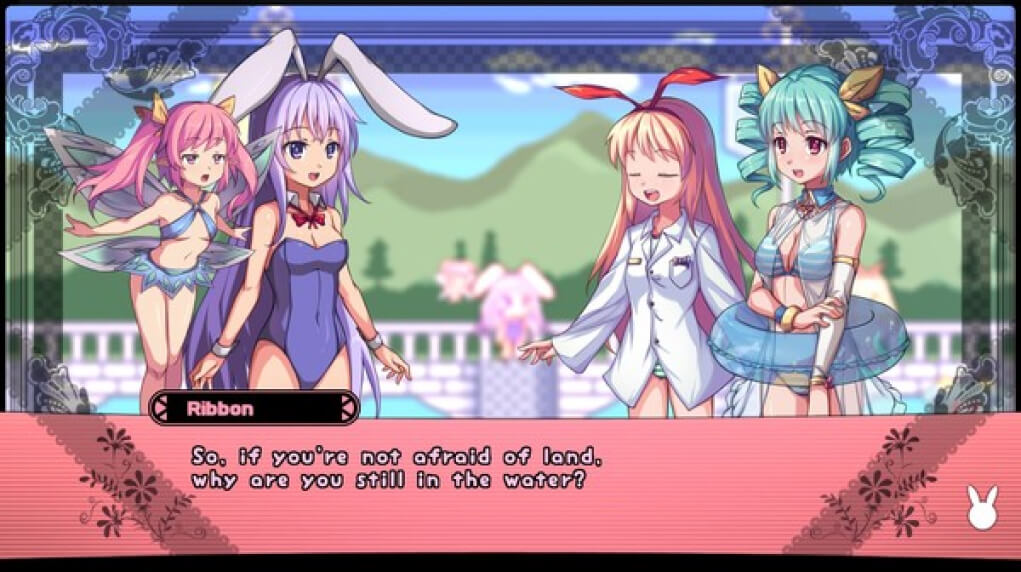 Ribbon
So, if you're not afraid of land,
why are you still in the water?